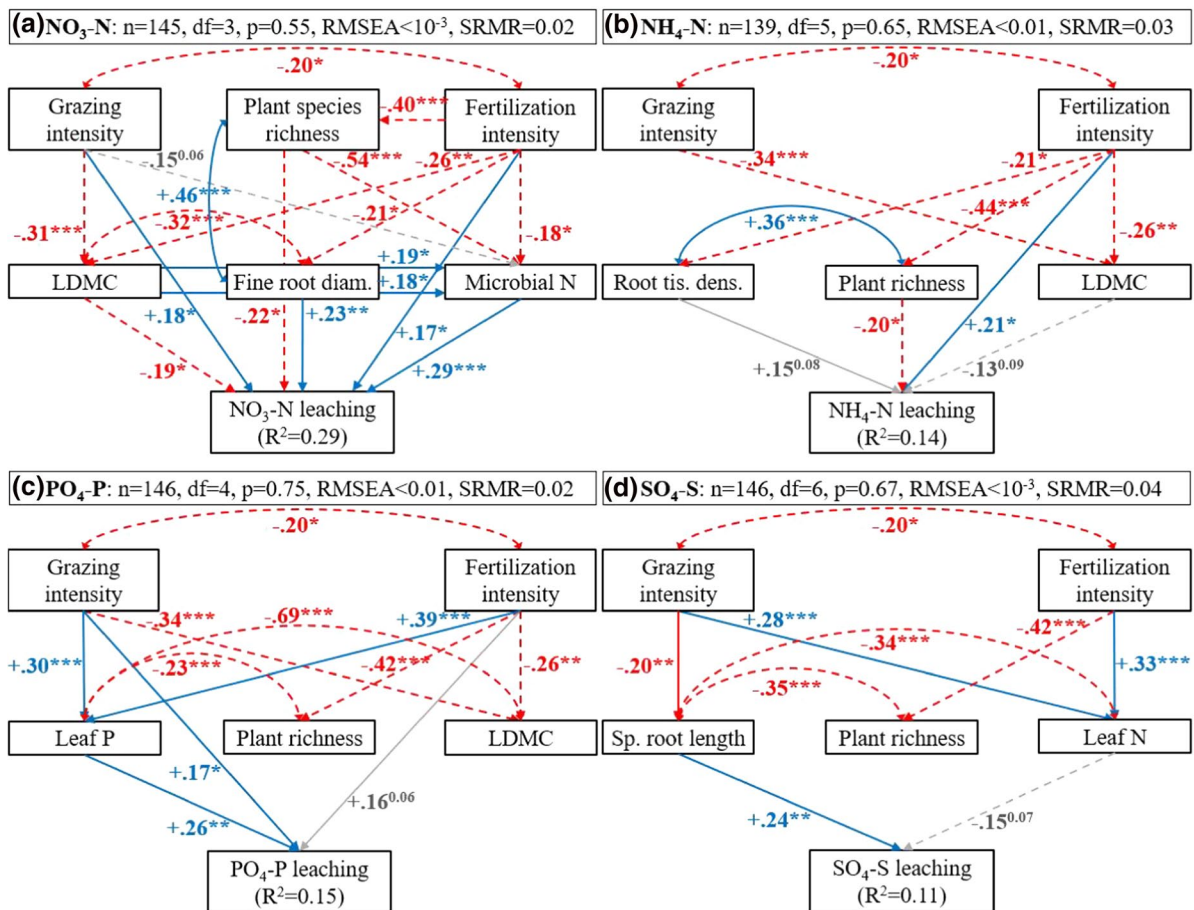 (a) NO3-N: n=145, df=3, p=0.55, RMSEA<10-3, SRMR=0.02
-.20*
Grazing
intensity
Plant species
richness
-.40***
Fertilization
intensity
-.150.06
-.54***
-.26**
+.46***
-.31***
-.32***
-.21*
-.18*
+.19*
LDMC
Fine root diam.
+.18*
Microbial N
+.18*
-.22*
+.23**
+.17*
-.19*
+.29***
NO3-N leaching
(R2=0.29)
(b) NH4-N: n=139, df=5, p=0.65, RMSEA<0.01, SRMR=0.03
-.20*
Grazing
intensity
Fertilization
intensity
-.34***
-.21*
+.36***
-.44***
-.26**
Root tis. dens.
Plant richness
LDMC
-.20*
+.21*
+.150.08
-.130.09
NH4-N leaching
(R2=0.14)
(c) PO4-P: n=146, df=4, p=0.75, RMSEA<0.01, SRMR=0.02
-.20*
Grazing
intensity
Fertilization
intensity
-.34***
-.69***
+.39***
+.30***
-.23***
-.42***
-.26**
Leaf P
Plant richness
LDMC
+.17*
+.160.06
+.26**
PO4-P leaching
(R2=0.15)
(d) SO4-S: n=146, df=6, p=0.67, RMSEA<10-3, SRMR=0.04
-.20*
Grazing
intensity
Fertilization
intensity
+.28***
-.42***
-.34***
-.20**
-.35***
+.33***
Sp. root length
Plant richness
Leaf N
+.24**
-.150.07
SO4-S leaching
(R2=0.11)